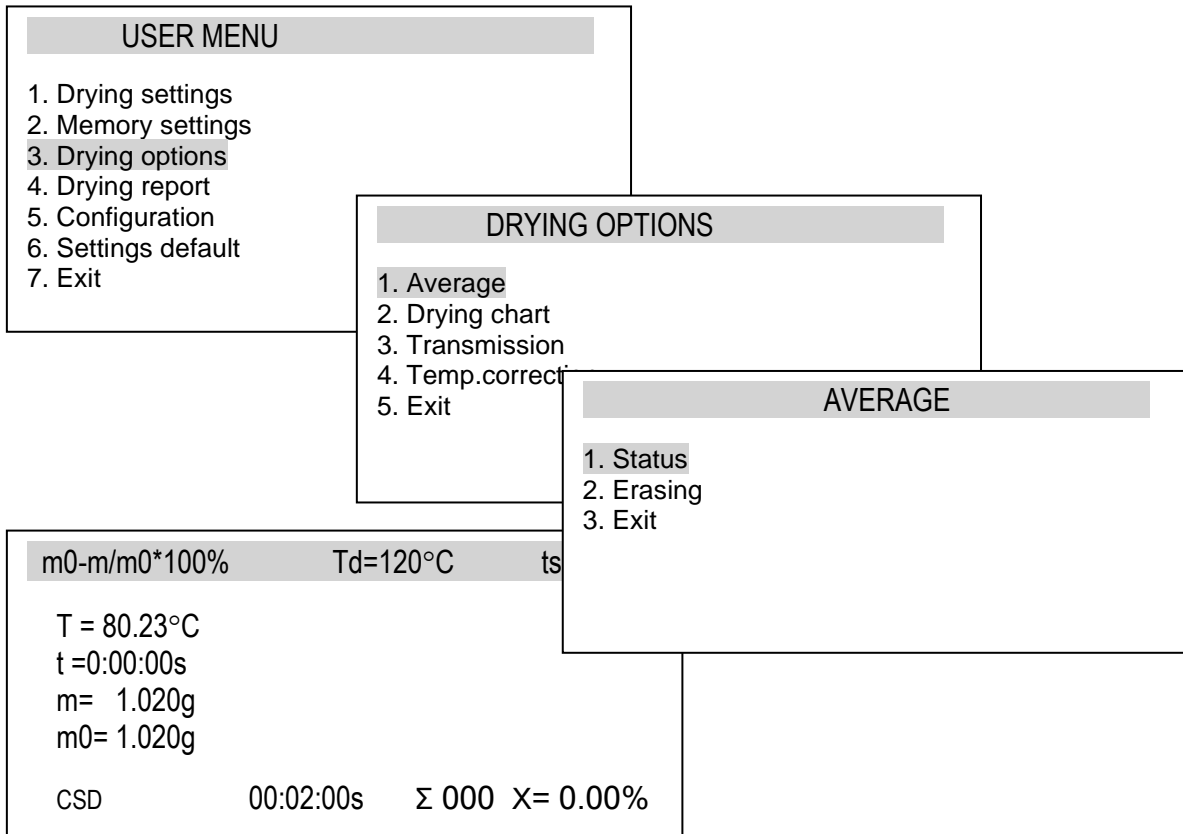 USER MENU
1. Drying settings
2. Memory settings
3. Drying options
4. Drying report
5. Configuration
6. Settings default
7. Exit
DRYING OPTIONS
1. Average
2. Drying chart
3. Transmission
4. Temp.correction
5. Exit
AVERAGE
1. Status
2. Erasing
3. Exit
m0-m/m0*100% Td=120°C ts
T = 80.23°C
t =0:00:00s
m= 1.020g
m0= 1.020g
CSD 00:02:00s Σ 000 X= 0.00%